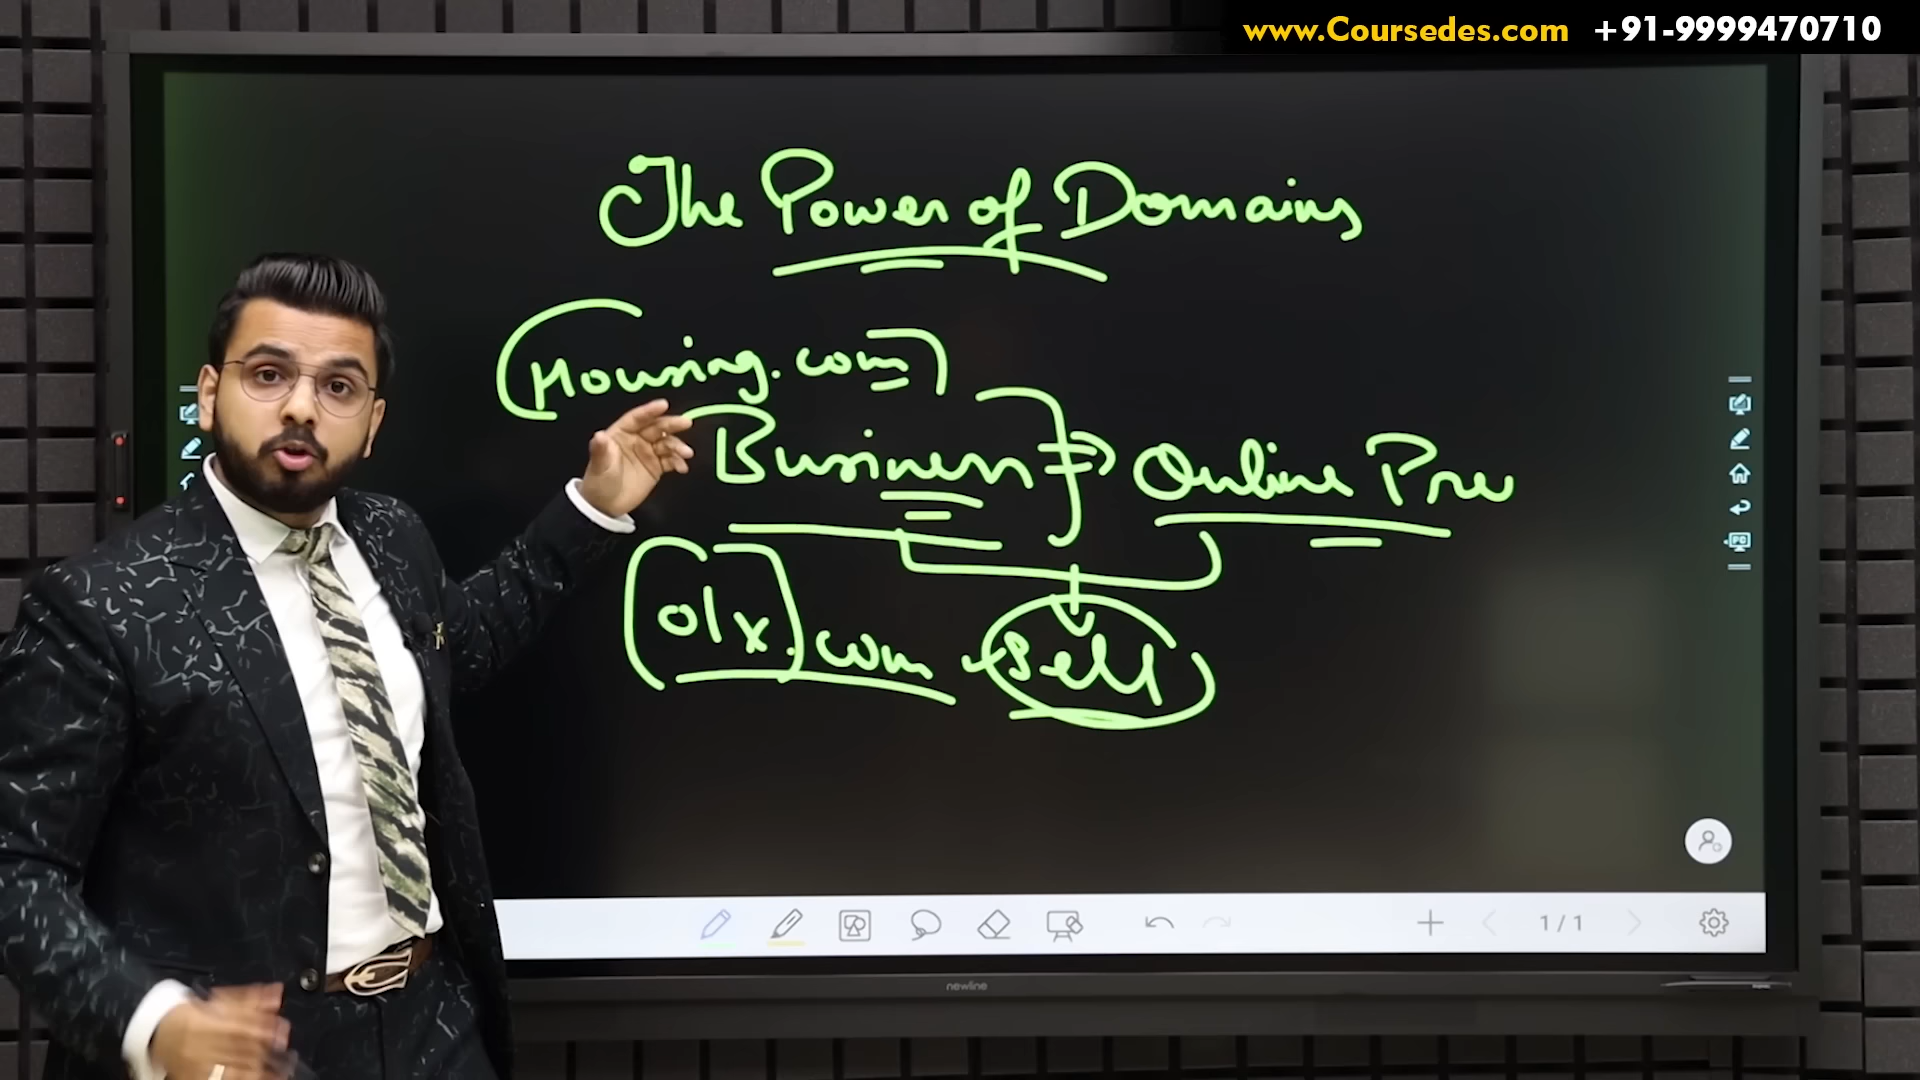 www.Coursedes.com +91-9999470710
The Power of Domains
Housing.com
Business
Online Pre
olx.com
Sell
1/1
newline